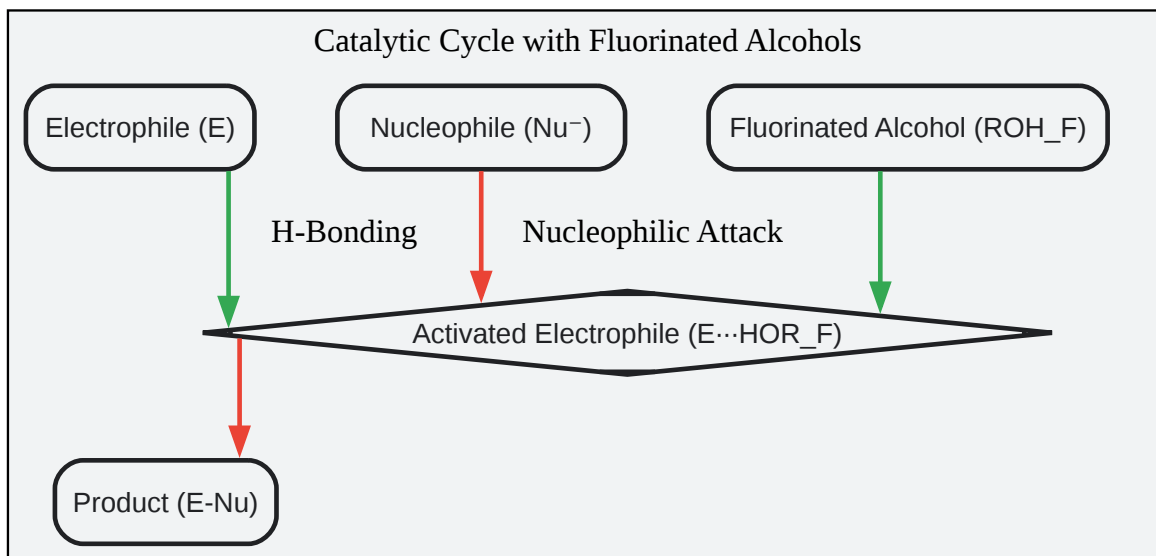 Catalytic Cycle with Fluorinated Alcohols
Electrophile (E)
Nucleophile (Nu⁻)
Fluorinated Alcohol (ROH_F)
H-Bonding
Nucleophilic Attack
Activated Electrophile (E···HOR_F)
Product (E-Nu)